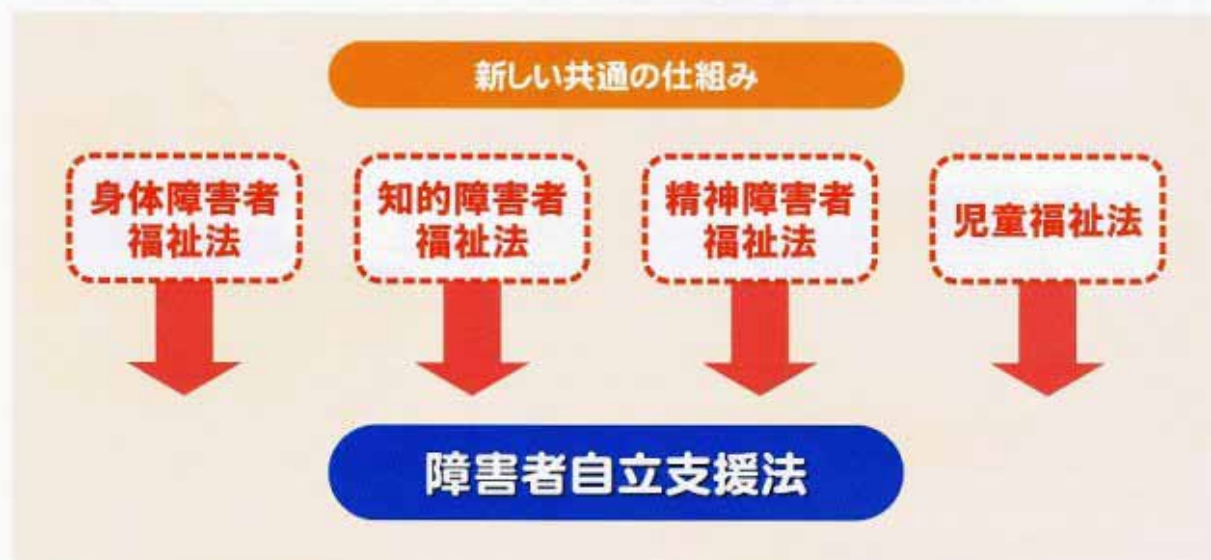 新しい共通の仕組み
身体障害者
福祉法
知的障害者
福祉法
精神障害者
福祉法
児童福祉法
障害者自立支援法